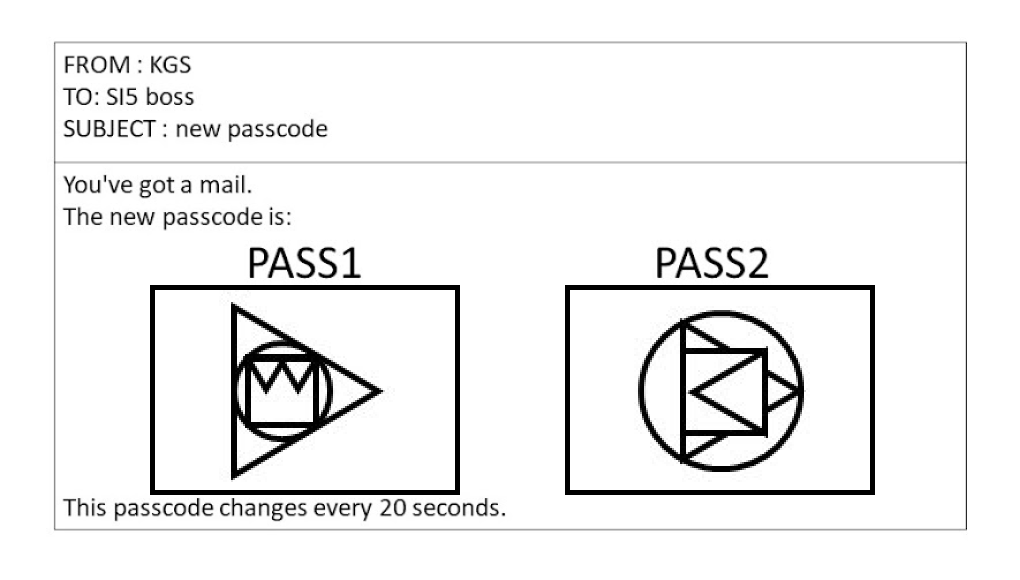 FROM : KGS
TO: SI5 boss
SUBJECT : new passcode
You've got a mail.
The new passcode is:
PASS1 PASS2
This passcode changes every 20 seconds.